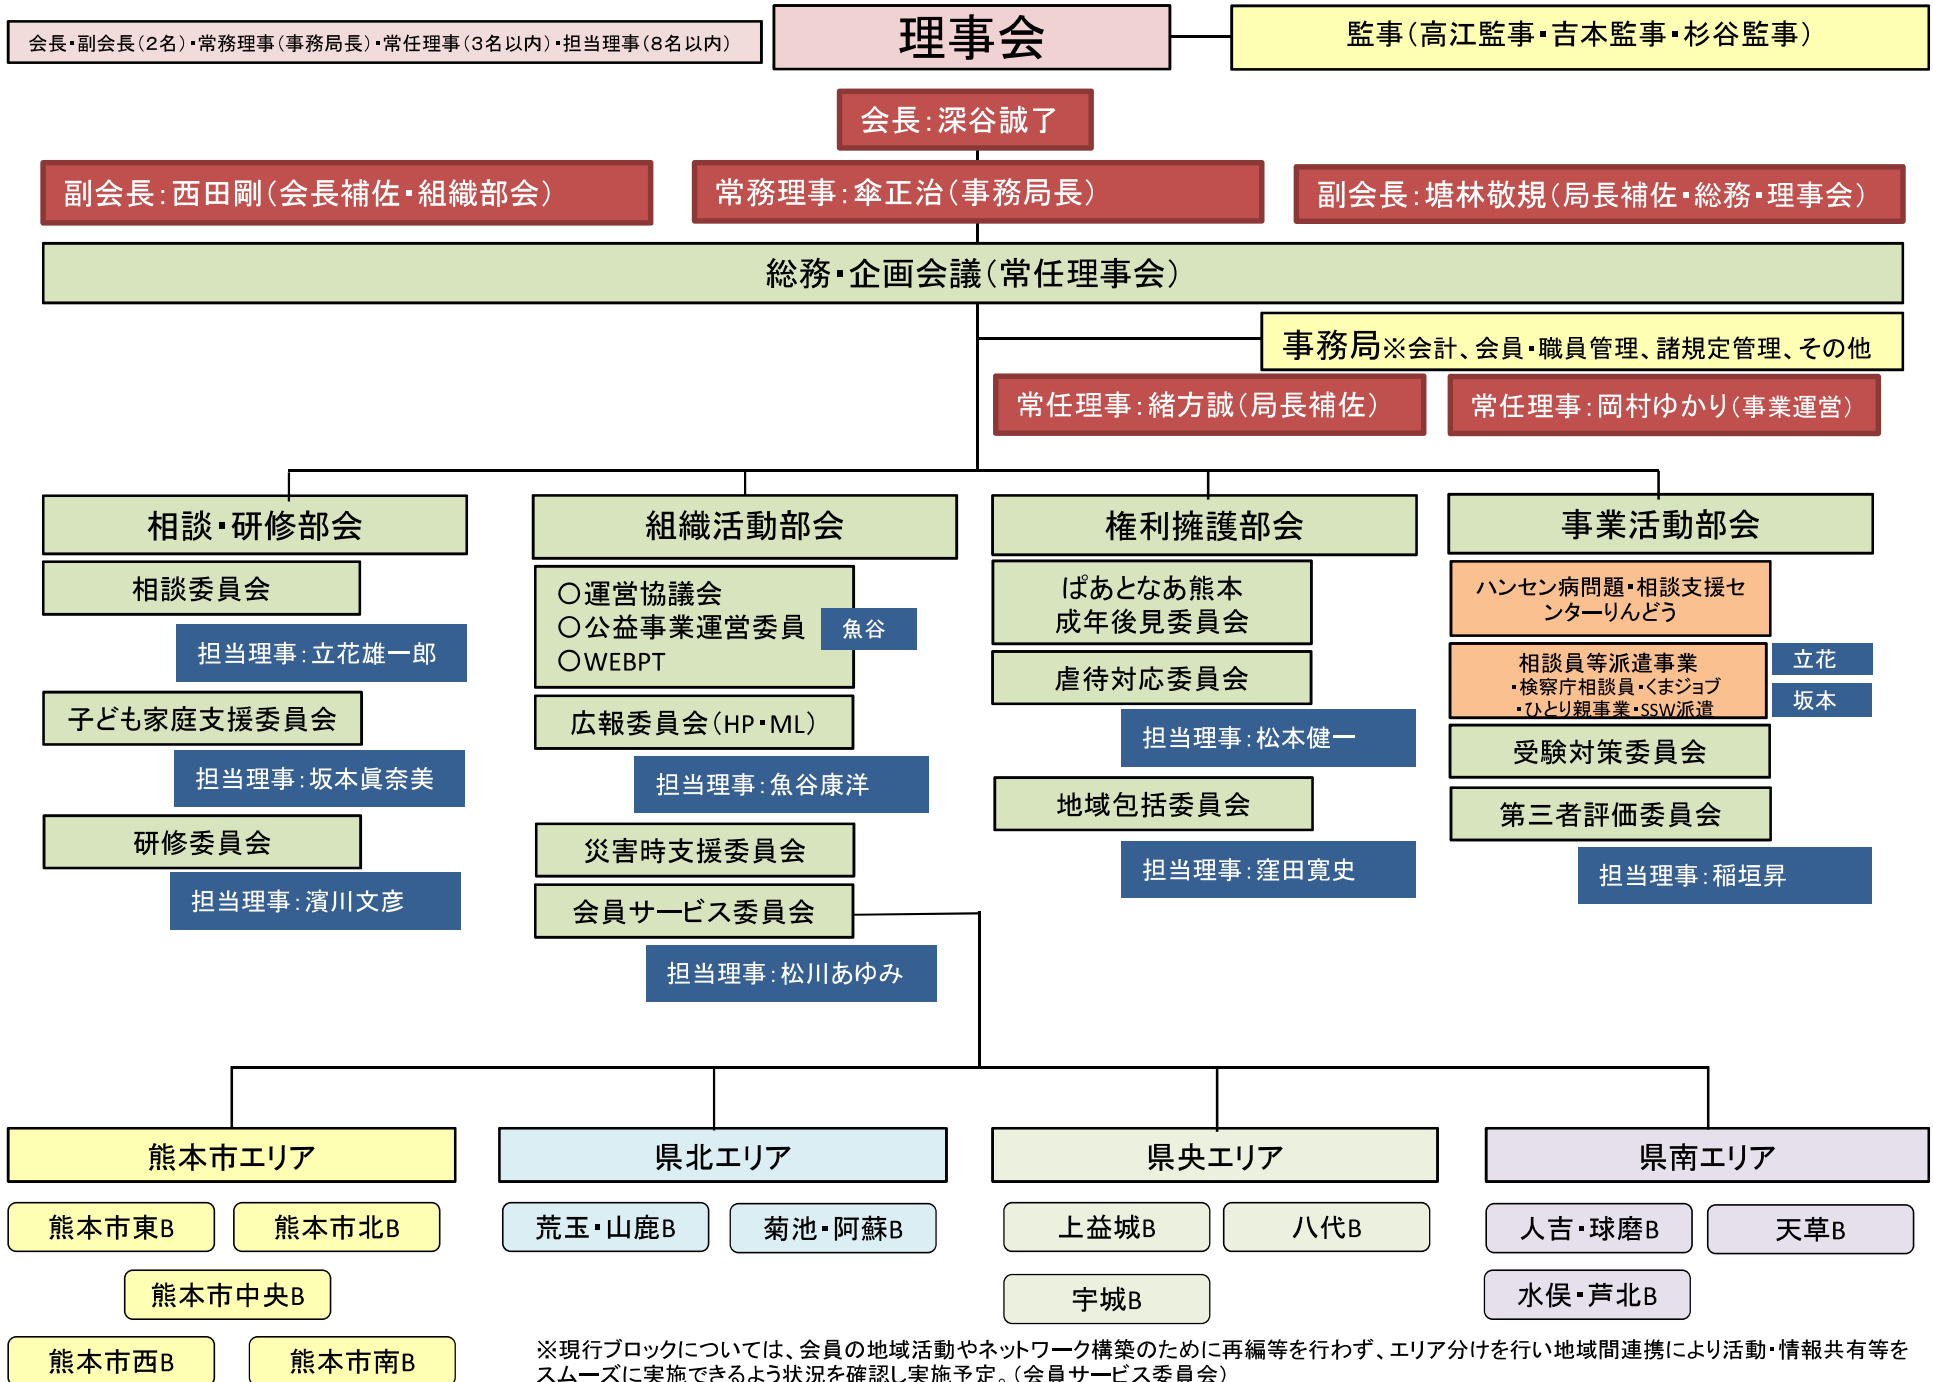 会長・副会長(2名)・常務理事(事務局長)・常任理事(3名以内)・担当理事(8名以内)
理事会
監事(高江監事・吉本監事・杉谷監事)
会長:深谷誠了
副会長:西田剛(会長補佐・組織部会)
常務理事:傘正治(事務局長)
副会長:塘林敬規(局長補佐・総務・理事会)
総務・企画会議(常任理事会)
事務局※会計、会員・職員管理、諸規定管理、その他
常任理事:緒方誠(局長補佐)
常任理事:岡村ゆかり(事業運営)
相談・研修部会
相談委員会
担当理事:立花雄一郎
子ども家庭支援委員会
担当理事:坂本眞奈美
研修委員会
担当理事:濱川文彦
組織活動部会
○運営協議会
○公益事業運営委員
○WEBPT
魚谷
広報委員会(HP・ML)
担当理事:魚谷康洋
災害時支援委員会
会員サービス委員会
担当理事:松川あゆみ
権利擁護部会
ぱあとなあ熊本
成年後見委員会
虐待対応委員会
担当理事:松本健一
地域包括委員会
担当理事:窪田寛史
事業活動部会
ハンセン病問題・相談支援セ
ンターりんどう
相談員等派遣事業
・検察庁相談員・くまジョブ
・ひとり親事業・SSW派遣
立花
坂本
受験対策委員会
第三者評価委員会
担当理事:稲垣昇
熊本市エリア
熊本市東B
熊本市北B
熊本市中央B
熊本市西B
熊本市南B
県北エリア
荒玉・山鹿B
菊池・阿蘇B
県央エリア
上益城B
八代B
宇城B
県南エリア
人吉・球磨B
天草B
水俣・芦北B
※現行ブロックについては、会員の地域活動やネットワーク構築のために再編等を行わず、エリア分けを行い地域間連携により活動・情報共有等を
スムーズに実施できるよう状況を確認し実施予定。(会員サービス委員会)